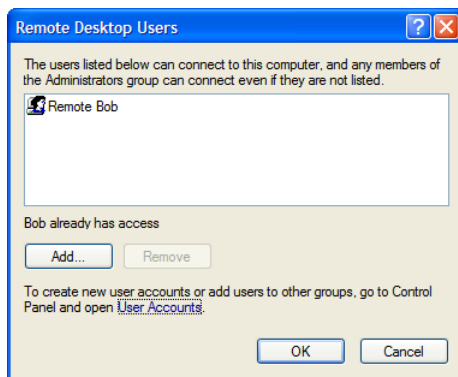 Remote Desktop Users
The users listed below can connect to this computer, and any members of
the Administrators group can connect even if they are not listed.
Remote Bob
Bob already has access
Add... Remove
To create new user accounts or add users to other groups, go to Control
Panel and open User Accounts.
OK Cancel